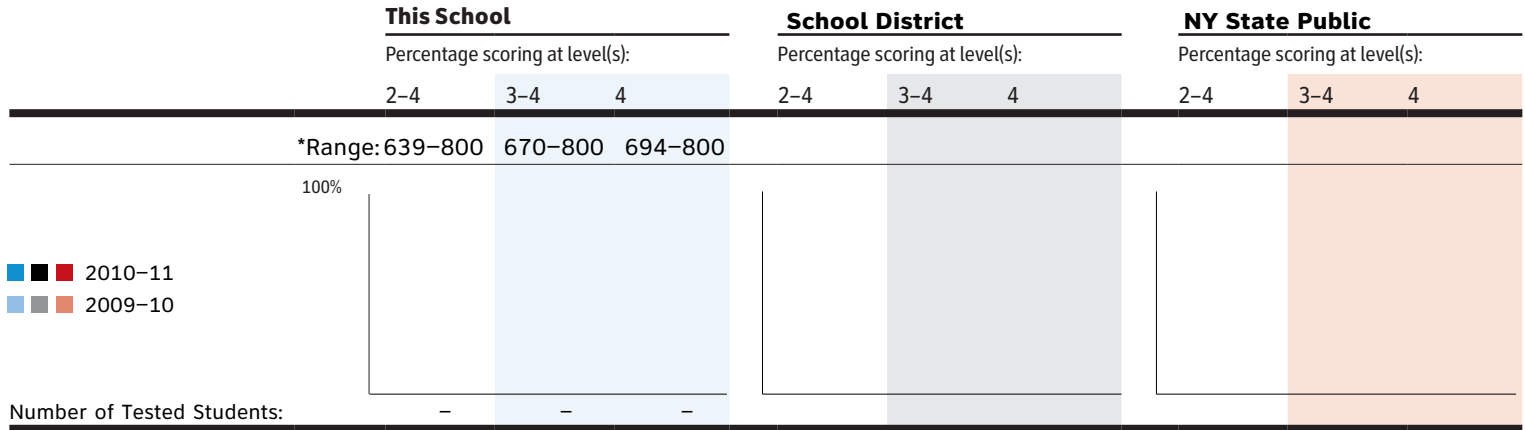 This School School District NY State Public
Percentage scoring at level(s): Percentage scoring at level(s): Percentage scoring at level(s):
2–4 3–4 4 2–4 3–4 4 2–4 3–4 4
*Range: 639–800 670–800 694–800
100%
2010–11
2009–10
Number of Tested Students: – – –